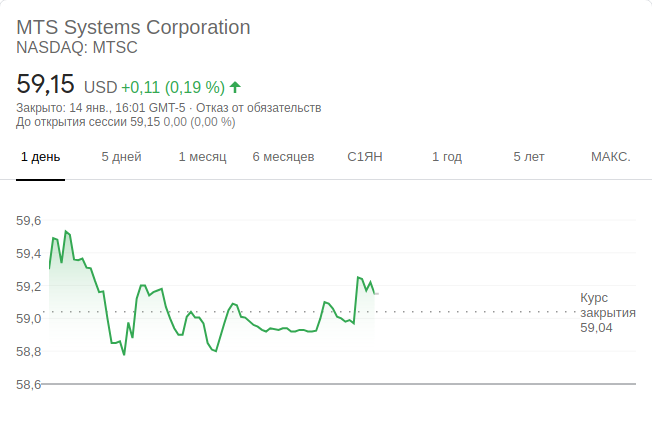 MTS Systems Corporation
NASDAQ: MTSC
59,15 USD +0,11 (0,19 %)
Закрыто: 14 янв., 16:01 GMT-5 · Отказ от обязательств
До открытия сессии 59,15 0,00 (0,00 %)
1 день 5 дней 1 месяц 6 месяцев С1ЯН 1 год 5 лет МАКС.
59,6
59,4
59,2
59,0
58,8
58,6
Курс
закрытия
59,04